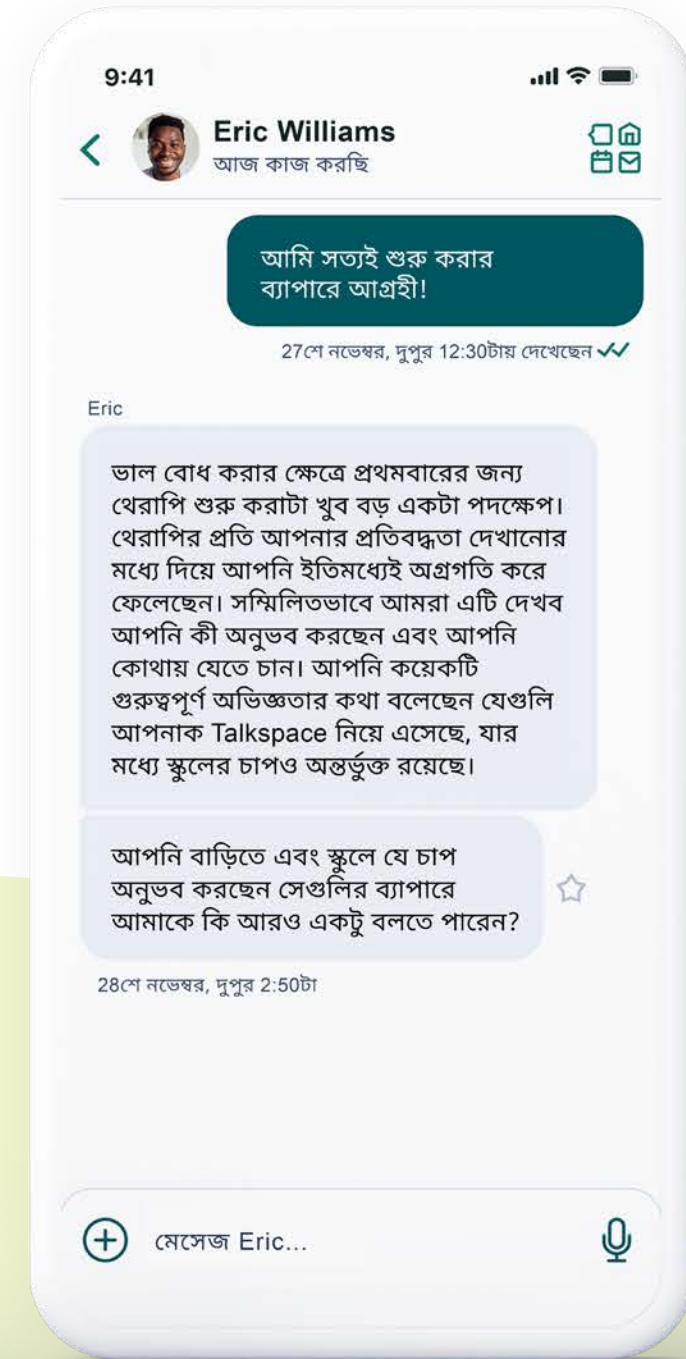 9:41
Eric Williams
আজ কাজ করছি
আমি সত্যই শুরু করার
ব্যাপারে আগ্রহী!
27শে নভেম্বর, দুপুর 12:30টায় দেখেছেন
Eric
ভাল বোধ করার ক্ষেত্রে প্রথমবারের জন্য
থেরাপি শুরু করাটা খুব বড় একটা পদক্ষেপ।
থেরাপির প্রতি আপনার প্রতিবদ্ধতা দেখানোর
মধ্যে দিয়ে আপনি ইতিমধ্যেই অগ্রগতি করে
ফেলেছেন। সম্মিলিতভাবে আমরা এটি দেখব
আপনি কী অনুভব করছেন এবং আপনি
কোথায় যেতে চান। আপনি কয়েকটি
গুরুত্বপূর্ণ অভিজ্ঞতার কথা বলেছেন যেগুলি
আপনাক Talkspace নিয়ে এসেছে, যার
মধ্যে স্কুলের চাপও অন্তর্ভুক্ত রয়েছে।
আপনি বাড়িতে এবং স্কুলে যে চাপ
অনুভব করছেন সেগুলির ব্যাপারে
আমাকে কি আরও একটু বলতে পারেন?
28শে নভেম্বর, দুপুর 2:50টা
মেসেজ Eric...